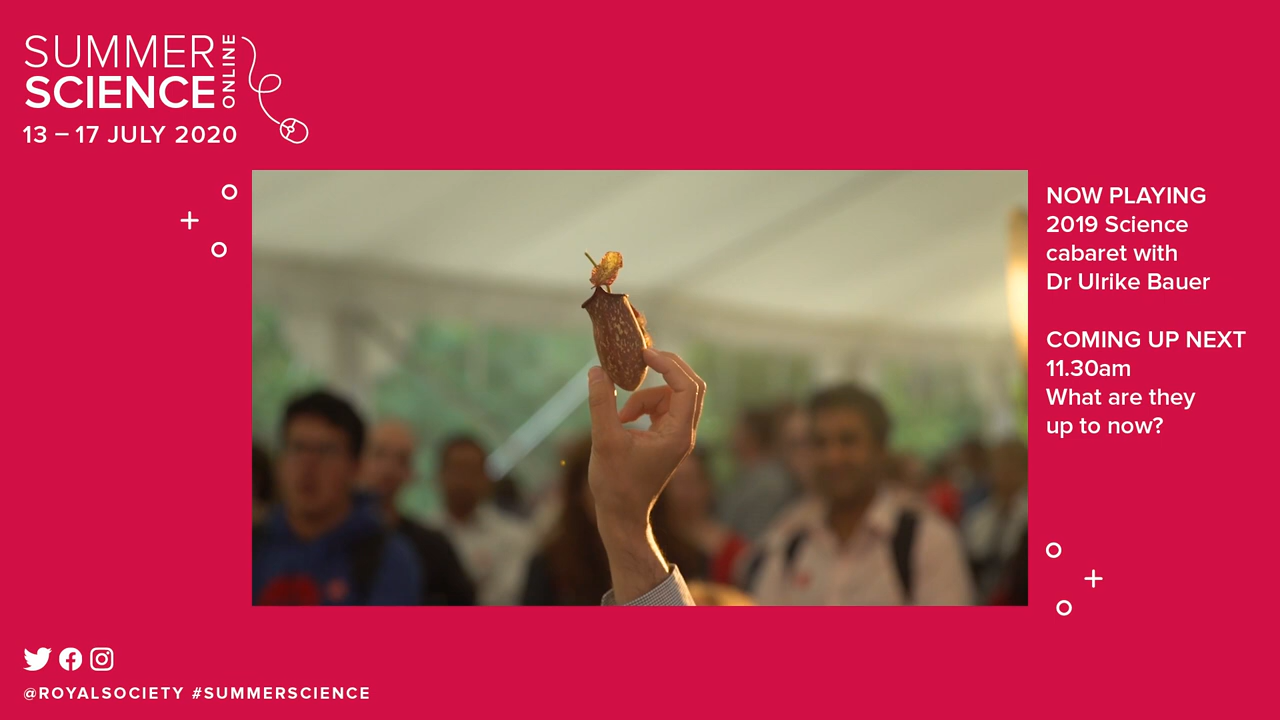 SUMMER
SCIENCE
ONLINE
13 – 17 JULY 2020
NOW PLAYING
2019 Science
cabaret with
Dr Ulrike Bauer
COMING UP NEXT
11.30am
What are they
up to now?
@ROYALSOCIETY #SUMMERSCIENCE